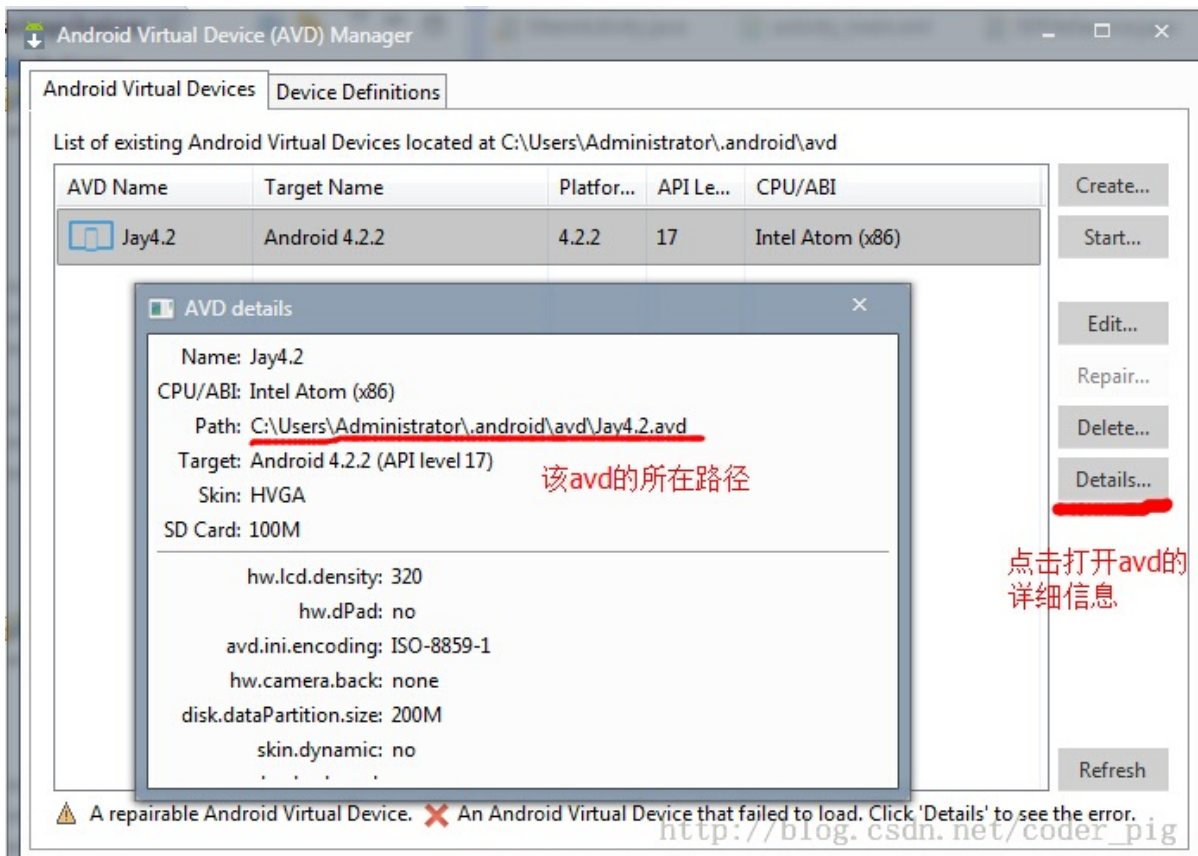 Android Virtual Device (AVD) Manager
Android Virtual Devices
Device Definitions
List of existing Android Virtual Devices located at C:\Users\Administrator\.android\avd
AVD Name Target Name Platfor... API Le... CPU/ABI
Jay4.2 Android 4.2.2 4.2.2 17 Intel Atom (x86)
Create...
Start...
Edit...
Repair...
Delete...
Details...
点击打开avd的
详细信息
Refresh
AVD details
Name: Jay4.2
CPU/ABI: Intel Atom (x86)
Path: C:\Users\Administrator\.android\avd\Jay4.2.avd
Target: Android 4.2.2 (API level 17)
该avd的所在路径
Skin: HVGA
SD Card: 100M
hw.lcd.density: 320
hw.dPad: no
avd.ini.encoding: ISO-8859-1
hw.camera.back: none
disk.dataPartition.size: 200M
skin.dynamic: no
A repairable Android Virtual Device. An Android Virtual Device that failed to load. Click 'Details' to see the error.
http://blog.csdn.net/coder_pig